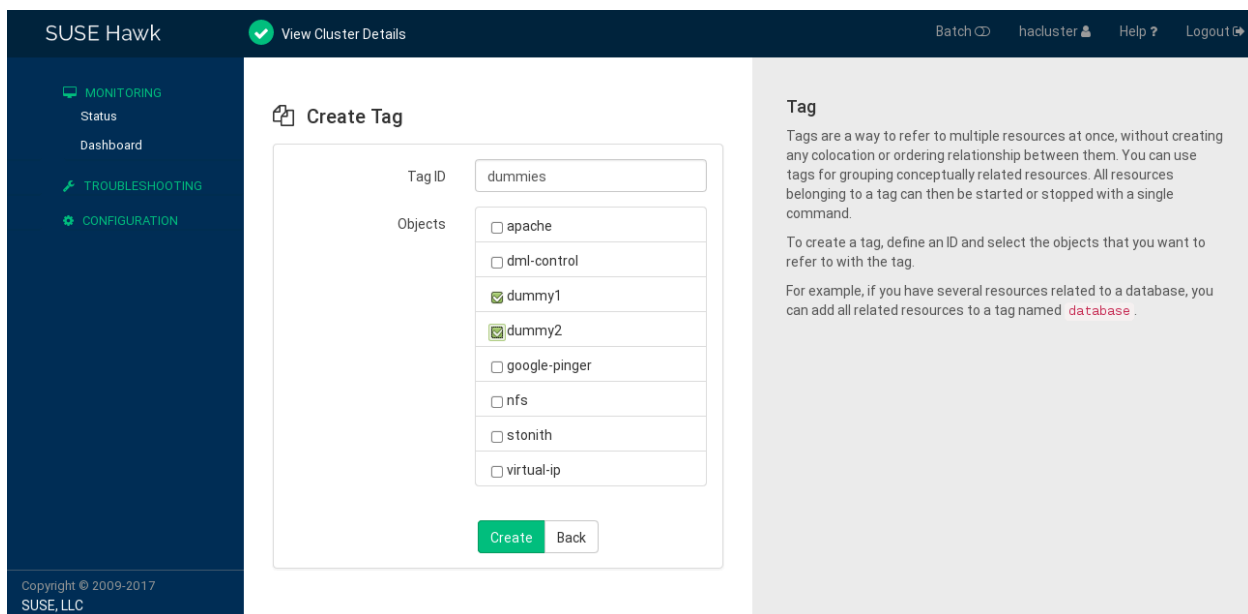 SUSE Hawk
View Cluster Details
Batch
hacluster
Help ?
Logout
MONITORING
Status
Dashboard
TROUBLESHOOTING
CONFIGURATION
Copyright © 2009-2017
SUSE, LLC
Create Tag
Tag ID
dummies
Objects
apache
dml-control
dummy1
dummy2
google-pinger
nfs
stonith
virtual-ip
Create
Back
Tag
Tags are a way to refer to multiple resources at once, without creating
any colocation or ordering relationship between them. You can use
tags for grouping conceptually related resources. All resources
belonging to a tag can then be started or stopped with a single
command.
To create a tag, define an ID and select the objects that you want to
refer to with the tag.
For example, if you have several resources related to a database, you
can add all related resources to a tag named database.